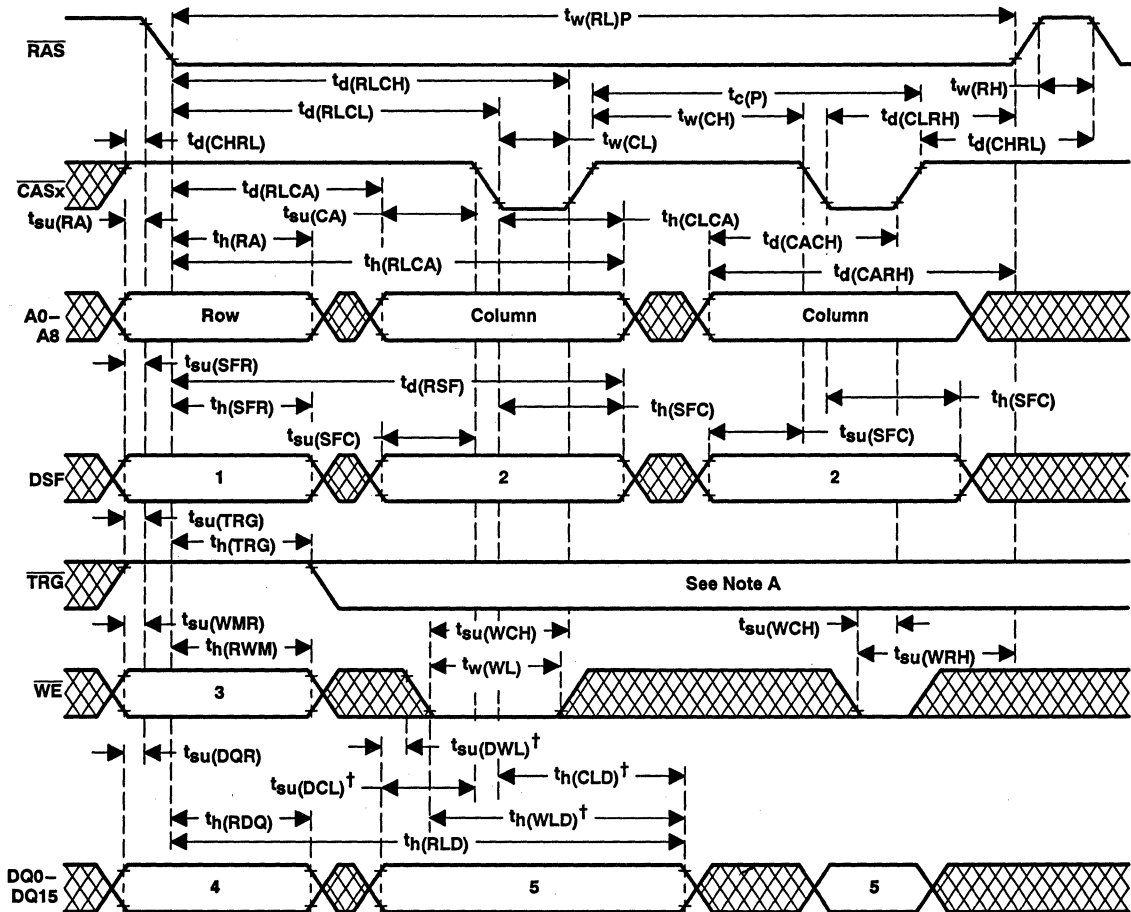 tw(RL)P
RAS
td(RLCH)
tc(P)
tw(RH)
td(RLCL)
tw(CH)
td(CLRH)
td(CHRL)
tw(CL)
td(CHRL)
CASx
td(RLCA)
tsu(RA)
tsu(CA)
th(CLCA)
th(RA)
td(CACH)
th(RLCA)
td(CARH)
A0–
A8
Row
Column
Column
tsu(SFR)
td(RSF)
th(SFR)
th(SFC)
th(SFC)
tsu(SFC)
tsu(SFC)
DSF
1
2
2
tsu(TRG)
th(TRG)
TRG
See Note A
tsu(WMR)
tsu(WCH)
tsu(WCH)
th(RWM)
tw(WL)
tsu(WRH)
WE
3
tsu(DQR)
tsu(DWL)†
tsu(DCL)†
th(CLD)†
th(RDQ)
th(WLD)†
th(RLD)
DQ0–
DQ15
4
5
5